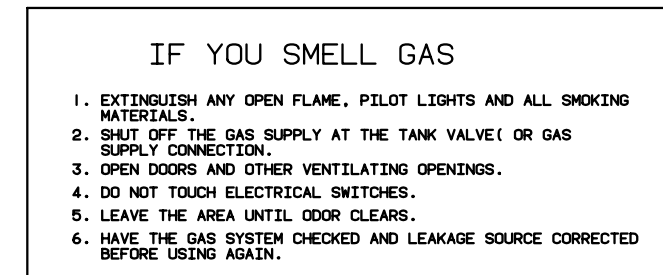 IF YOU SMELL GAS
1. EXTINGUISH ANY OPEN FLAME, PILOT LIGHTS AND ALL SMOKING
MATERIALS.
2. SHUT OFF THE GAS SUPPLY AT THE TANK VALVE( OR GAS
SUPPLY CONNECTION.
3. OPEN DOORS AND OTHER VENTILATING OPENINGS.
4. DO NOT TOUCH ELECTRICAL SWITCHES.
5. LEAVE THE AREA UNTIL ODOR CLEARS.
6. HAVE THE GAS SYSTEM CHECKED AND LEAKAGE SOURCE CORRECTED
BEFORE USING AGAIN.